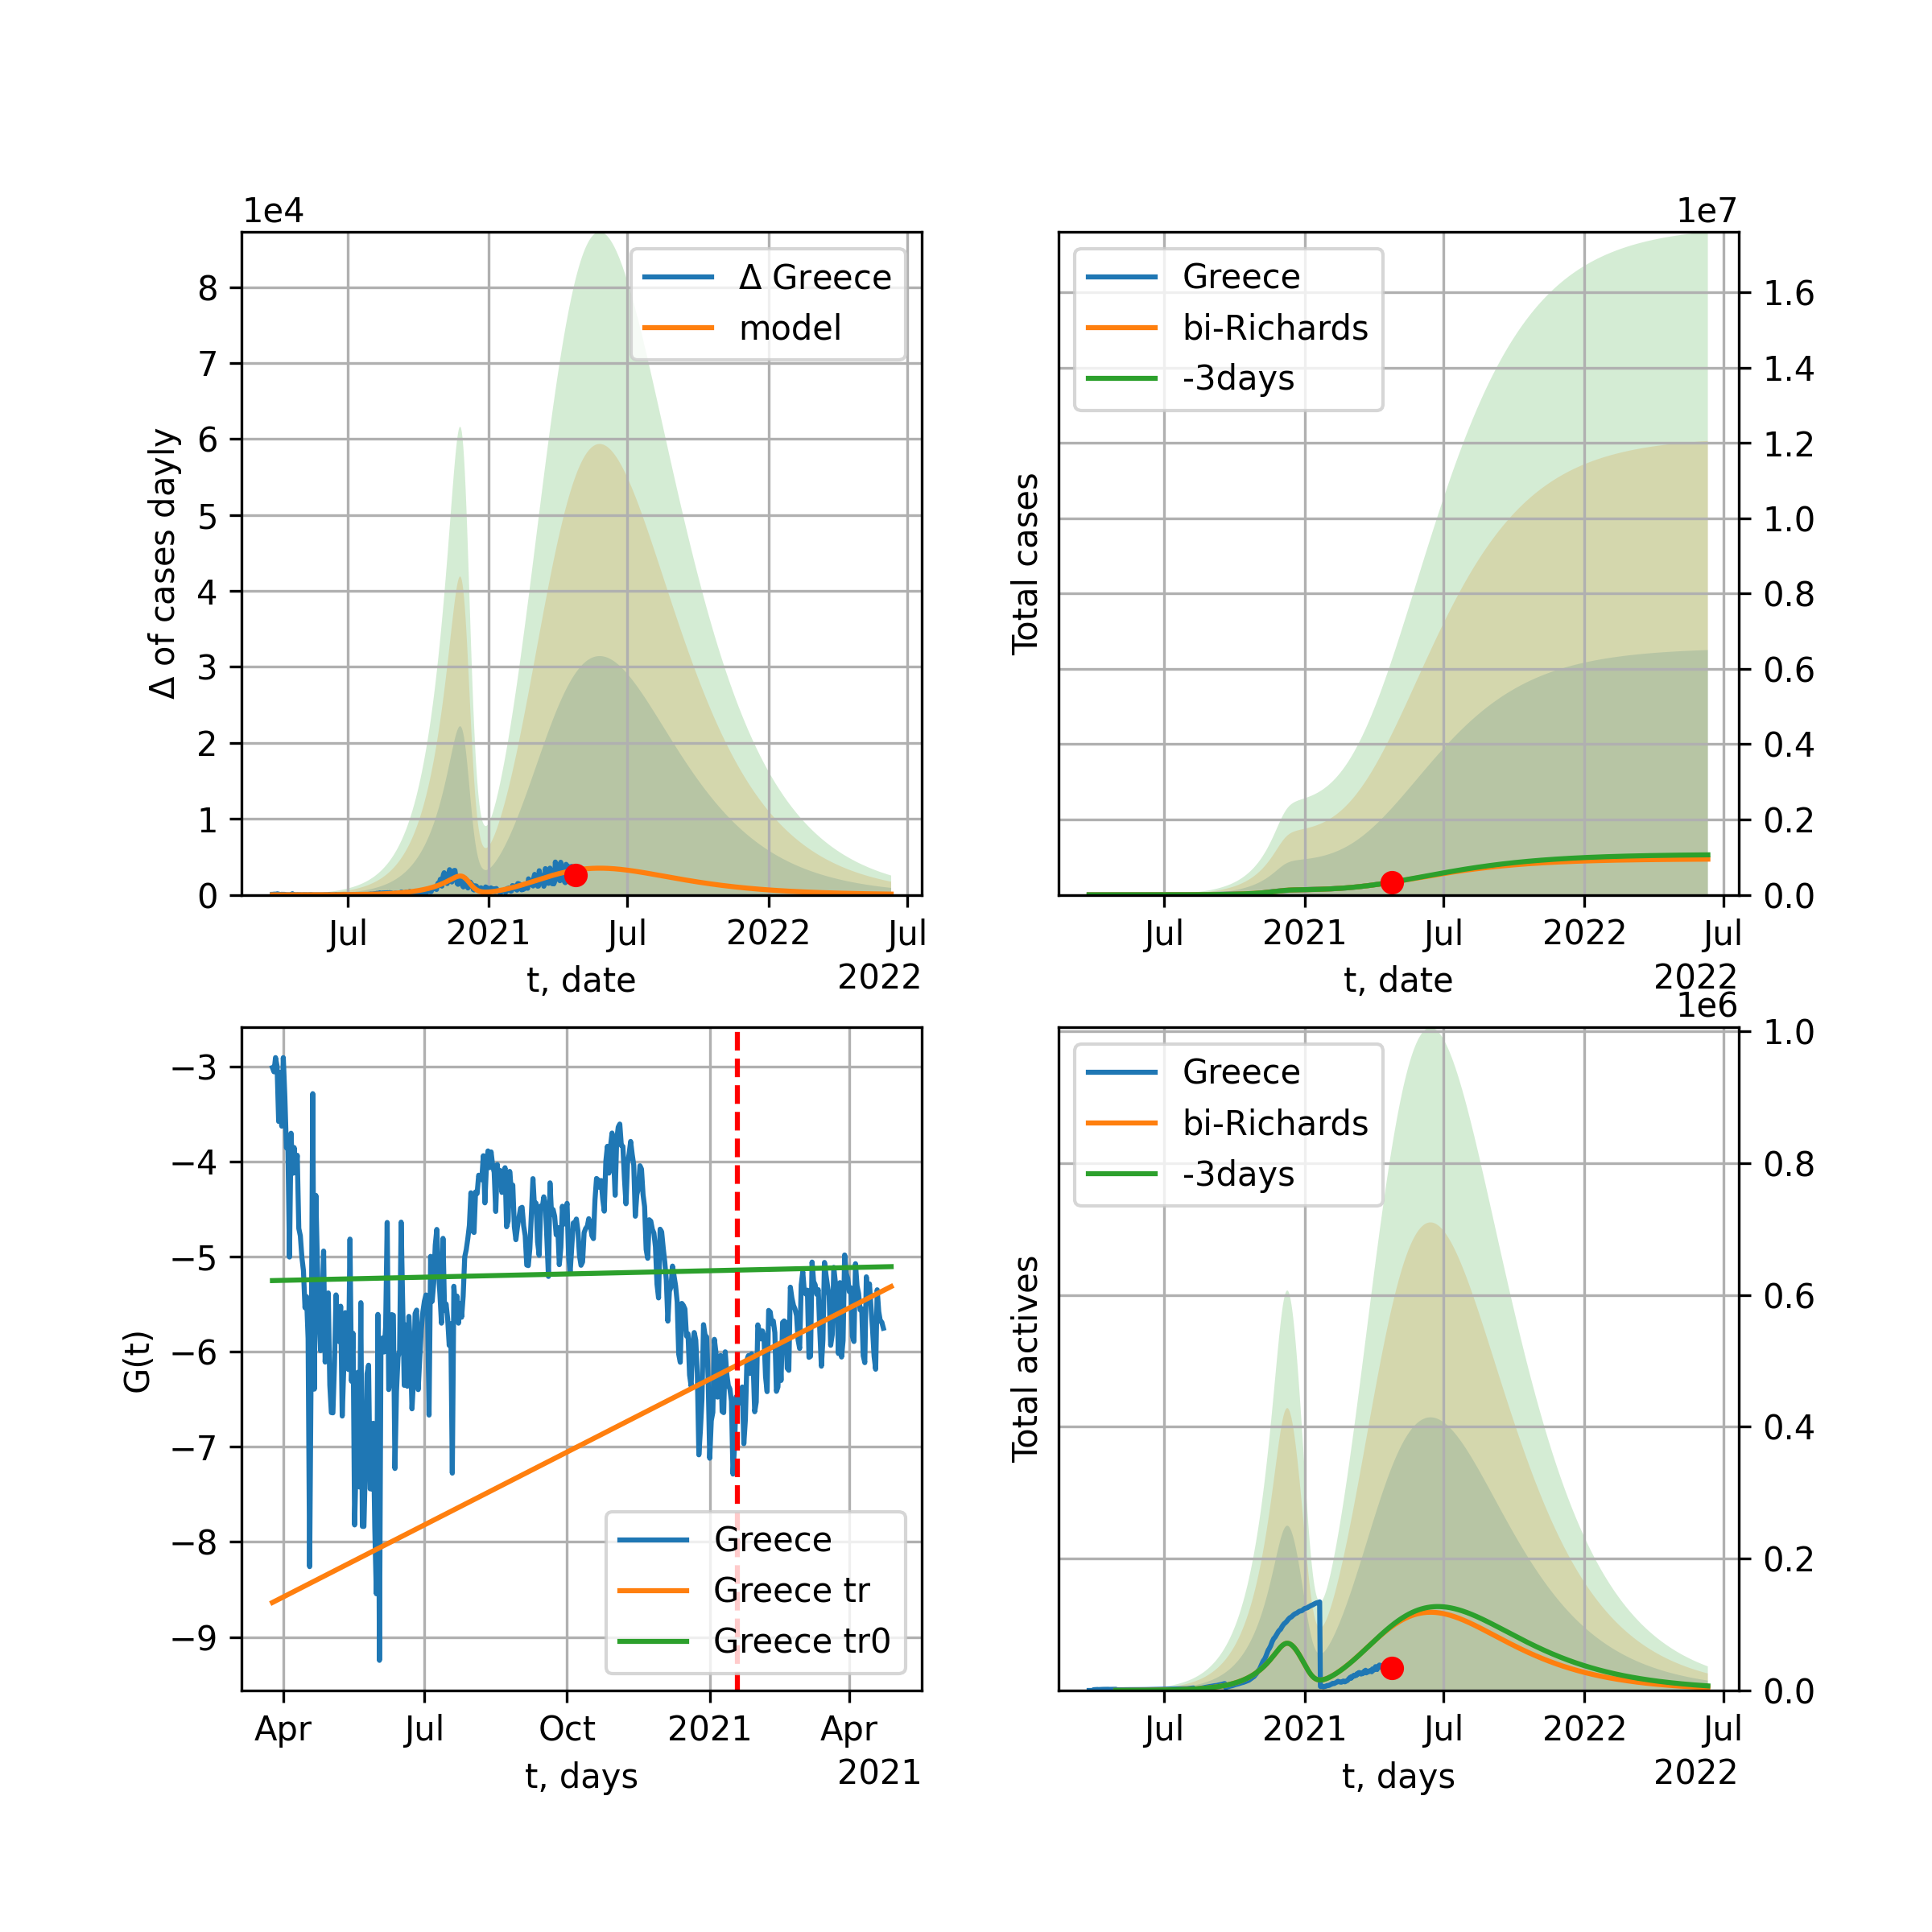 1e4
8
7
6
5
4
3
2
1
0
Δ of cases dayly
Δ Greece
model
Jul
2021
Jul
2022
Jul
t, date
2022
1e7
Greece
bi-Richards
-3days
Total cases
1.6
1.4
1.2
1.0
0.8
0.6
0.4
0.2
0.0
Jul
2021
Jul
2022
Jul
t, date
2022
−3
−4
−5
−6
−7
−8
−9
G(t)
Greece
Greece tr
Greece tr0
Apr
Jul
Oct
2021
Apr
t, days
2021
1e6
Greece
bi-Richards
-3days
Total actives
1.0
0.8
0.6
0.4
0.2
0.0
Jul
2021
Jul
2022
Jul
t, days
2022